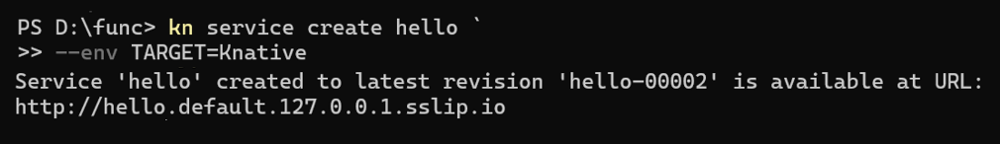 PS D:\func> kn service create hello `
>> --env TARGET=Knative
Service 'hello' created to latest revision 'hello-00002' is available at URL:
http://hello.default.127.0.0.1.sslip.io